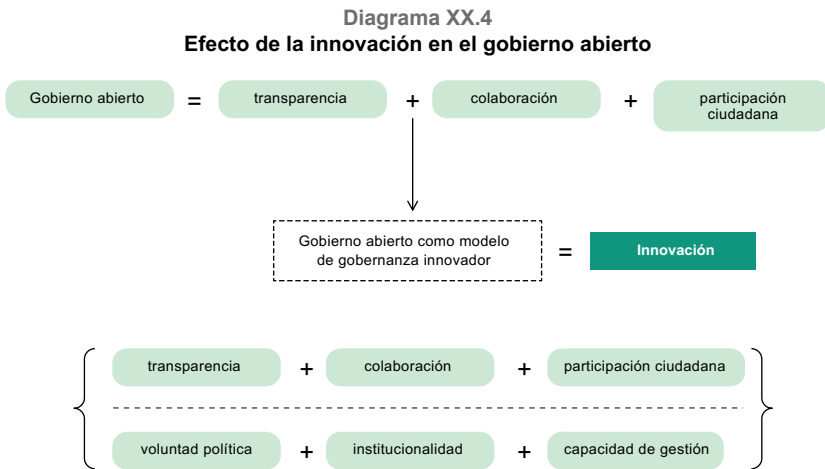 Diagrama XX.4
Efecto de la innovación en el gobierno abierto
Gobierno abierto = transparencia + colaboración + participación
ciudadana
Gobierno abierto como modelo
de gobernanza innovador
= Innovación
transparencia + colaboración + participación ciudadana
voluntad política + institucionalidad + capacidad de gestión